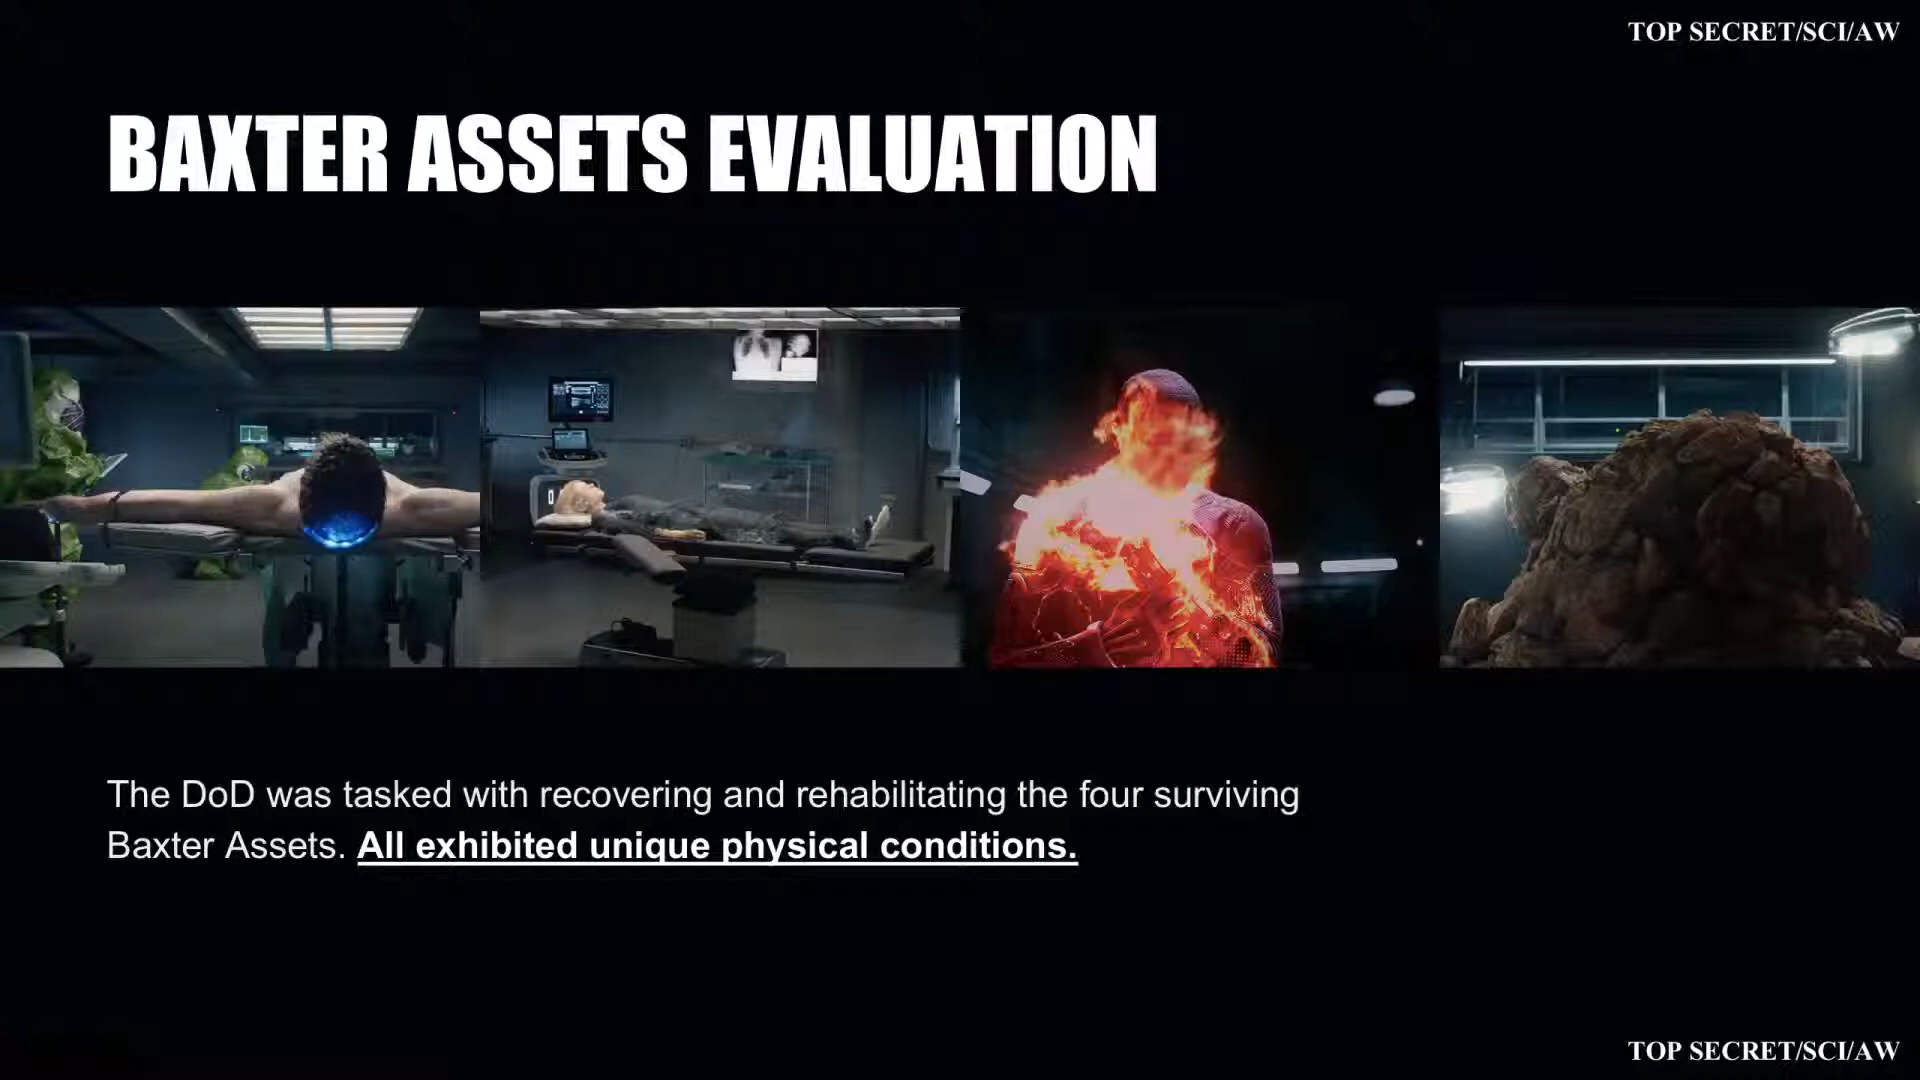 TOP SECRET/SCI/AW
BAXTER ASSETS EVALUATION
The DoD was tasked with recovering and rehabilitating the four surviving
Baxter Assets. All exhibited unique physical conditions.
TOP SECRET/SCI/AW